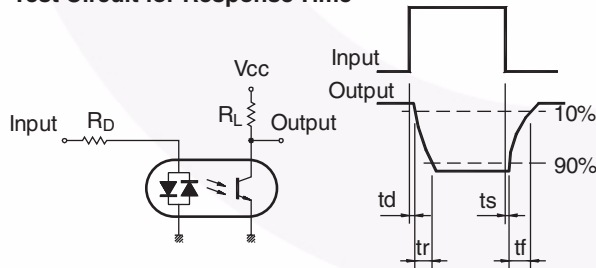 Test Circuit for Response Time
Input
Output
Vcc
10%
Input
RD
RL
Output
90%
td
ts
tr
tf